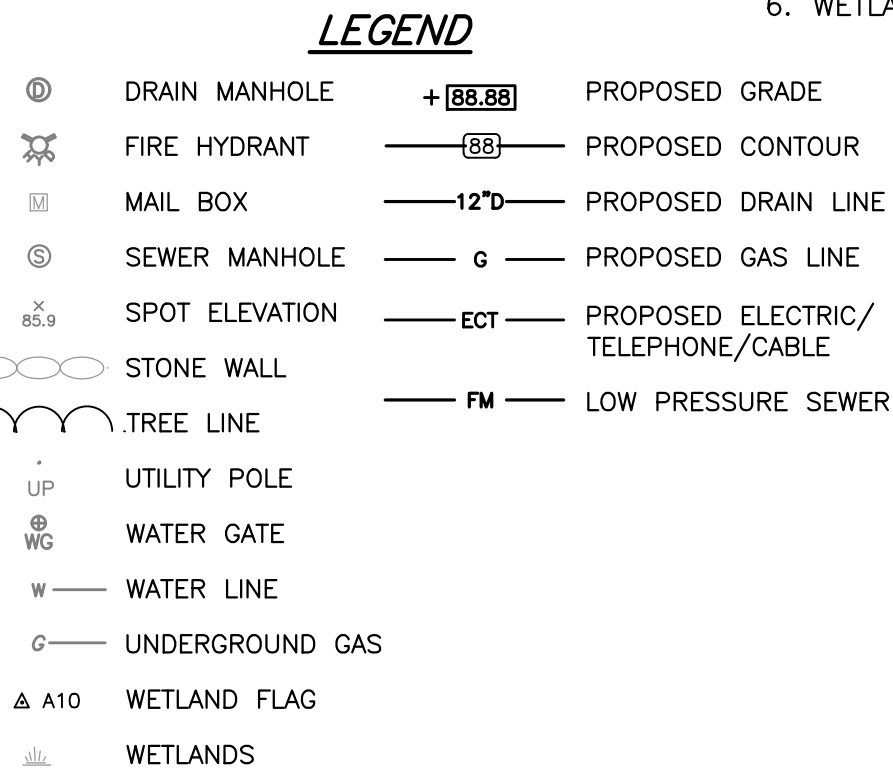 6. WETLA
LEGEND
D DRAIN MANHOLE
FIRE HYDRANT
M MAIL BOX
S SEWER MANHOLE
×
85.9 SPOT ELEVATION
STONE WALL
TREE LINE
UP UTILITY POLE
WG WATER GATE
W WATER LINE
G UNDERGROUND GAS
A10 WETLAND FLAG
WETLANDS
+ 88.88 PROPOSED GRADE
88 PROPOSED CONTOUR
12"D PROPOSED DRAIN LINE
G PROPOSED GAS LINE
ECT PROPOSED ELECTRIC/
TELEPHONE/CABLE
FM LOW PRESSURE SEWER